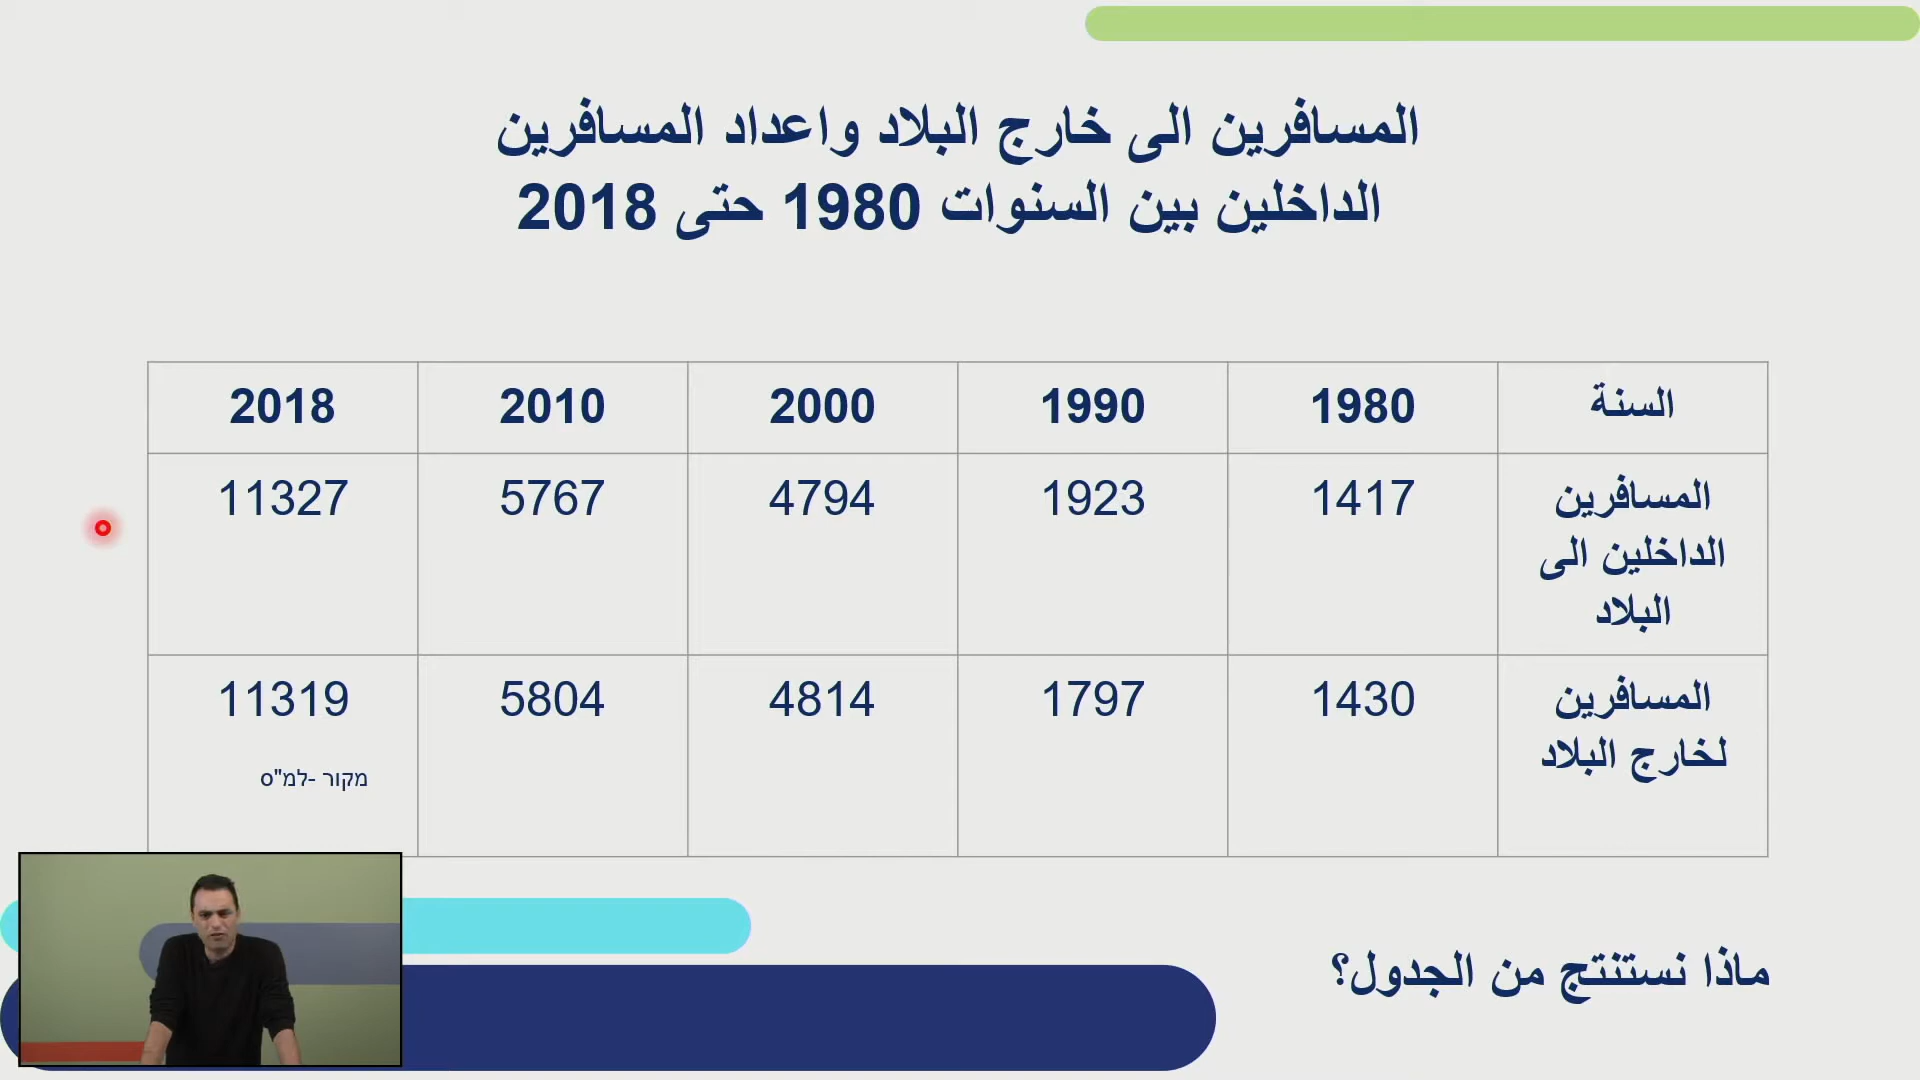 المسافرين الى خارج البلاد واعداد المسافرين
الداخلين بين السنوات 1980 حتى 2018
السنة 1980 1990 2000 2010 2018
المسافرين 1417 1923 4794 5767 11327
الداخلين الى
البلاد
المسافرين 1430 1797 4814 5804 11319
لخارج البلاد
מקור -למ"ס
ماذا نستنتج من الجدول؟